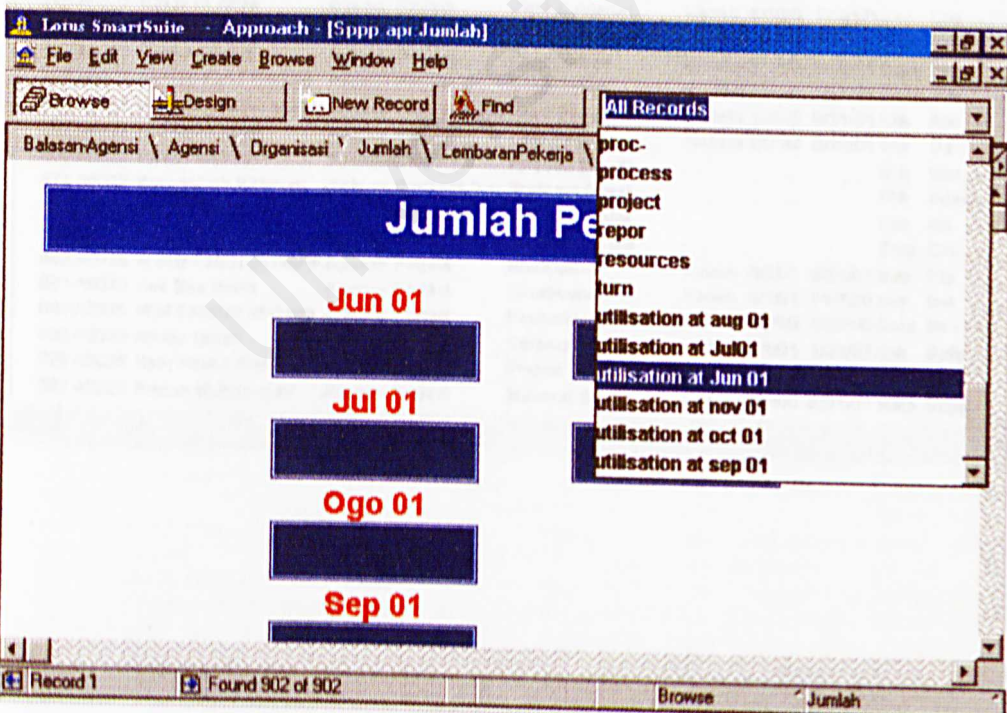 Lotus SmartSuite - Approach - [Sppp apr Jumlah]
File Edit View Create Browse Window Help
Browse Design New Record Find All Records
Balasan-Agensi Agensi Organisasi Jumlah LembaranPekerja
proc-
process
project
repor
resources
turn
utilisation at aug 01
utilisation at Jul01
utilisation at Jun 01
utilisation at nov 01
utilisation at oct 01
utilisation at sep 01
Jumlah Pe
Jun 01
Jul 01
Ogo 01
Sep 01
Record 1 Found 902 of 902 Browse Jumlah